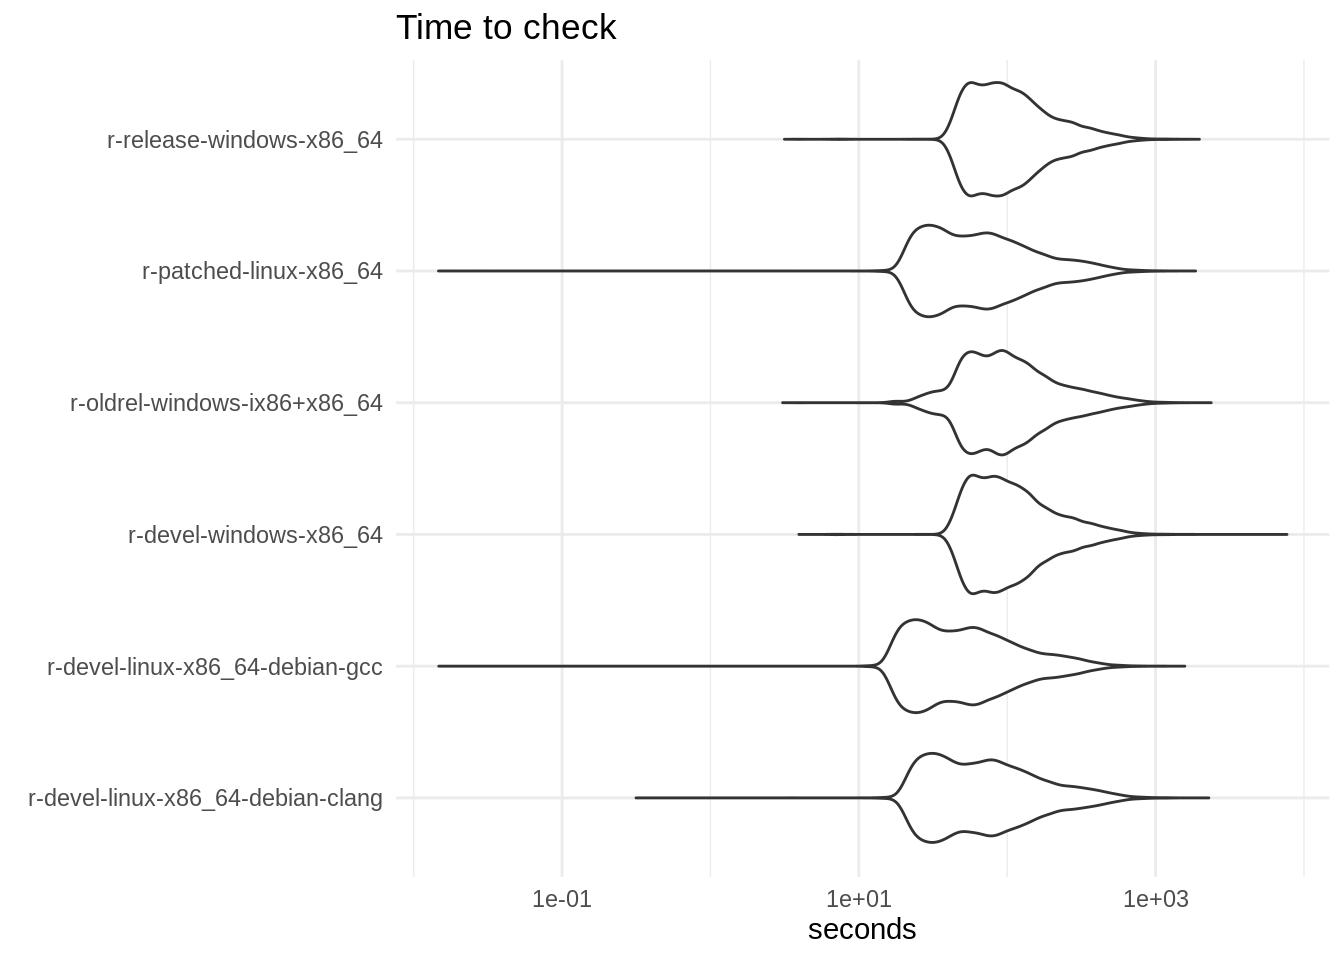 Time to check
r-release-windows-x86_64
r-patched-linux-x86_64
r-oldrel-windows-ix86+x86_64
r-devel-windows-x86_64
r-devel-linux-x86_64-debian-gcc
r-devel-linux-x86_64-debian-clang
1e-01 1e+01 1e+03
seconds